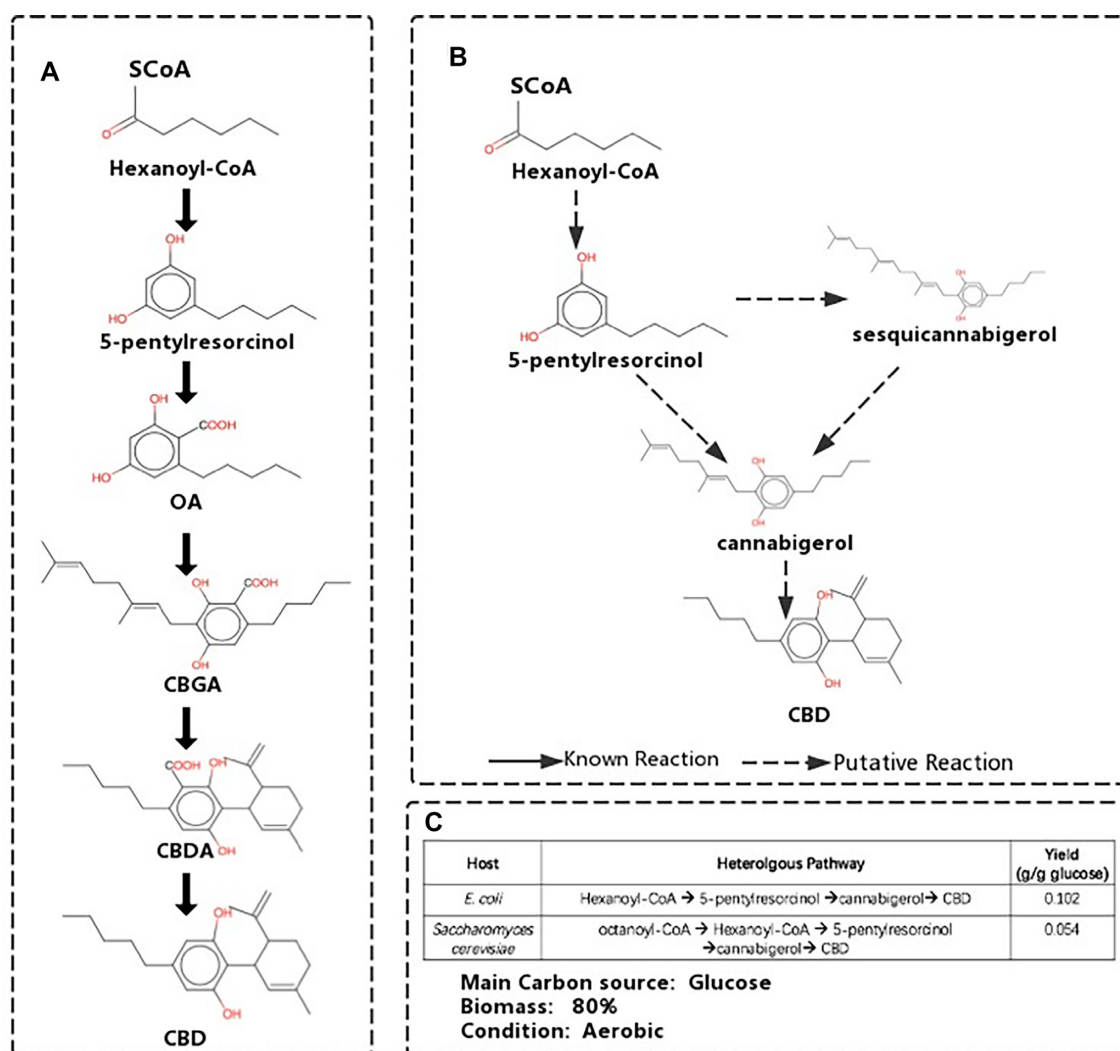 A
SCoA
O
Hexanoyl-CoA
OH
HO
5-pentylresorcinol
OH
COOH
HO
OA
OH
COOH
OH
CBGA
COOH
OH
CBDA
OH
OH
OH
CBD
B
SCoA
O
Hexanoyl-CoA
OH
HO
5-pentylresorcinol
OH
OH
sesquicannabigerol
OH
OH
cannabigerol
OH
OH
CBD
Known Reaction
Putative Reaction
C
Host
Heterolgous Pathway
Yield
(g/g glucose)
E. coli
Hexanoyl-CoA → 5-pentylresorcinol →cannabigerol→ CBD
0.102
Saccharomyces
cerevisiae
octanoyl-CoA → Hexanoyl-CoA → 5-pentylresorcinol
→cannabigerol→ CBD
0.054
Main Carbon source: Glucose
Biomass: 80%
Condition: Aerobic